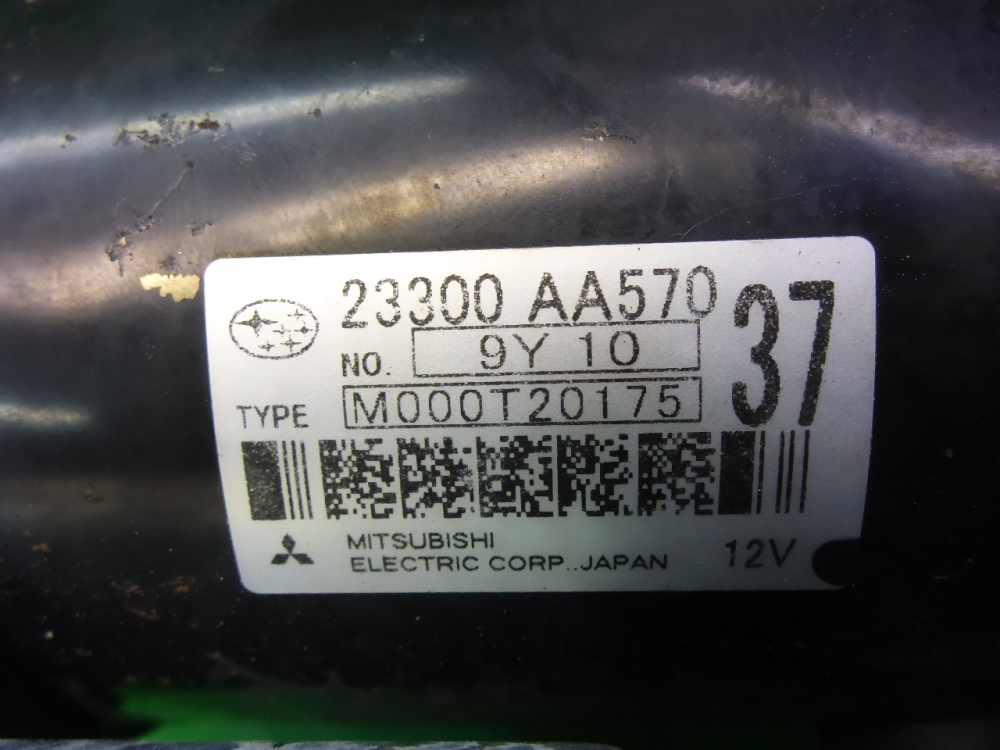 23300 AA570
37
NO. 9Y 10
TYPE M000T20175
MITSUBISHI
ELECTRIC CORP..JAPAN
12V